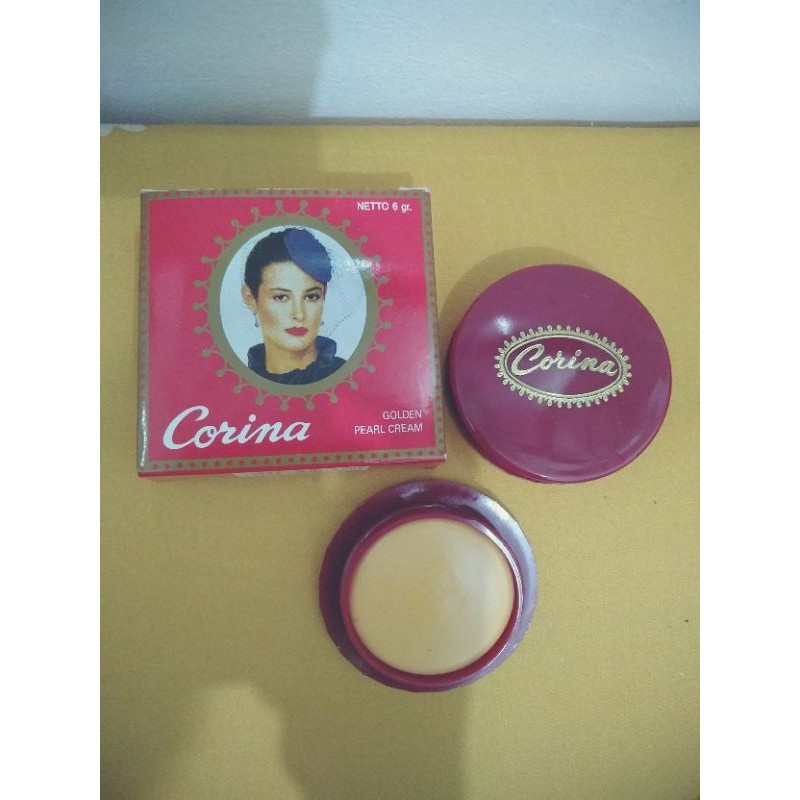 NETTO 6 gr.
Corina
GOLDEN
PEARL CREAM
Corina